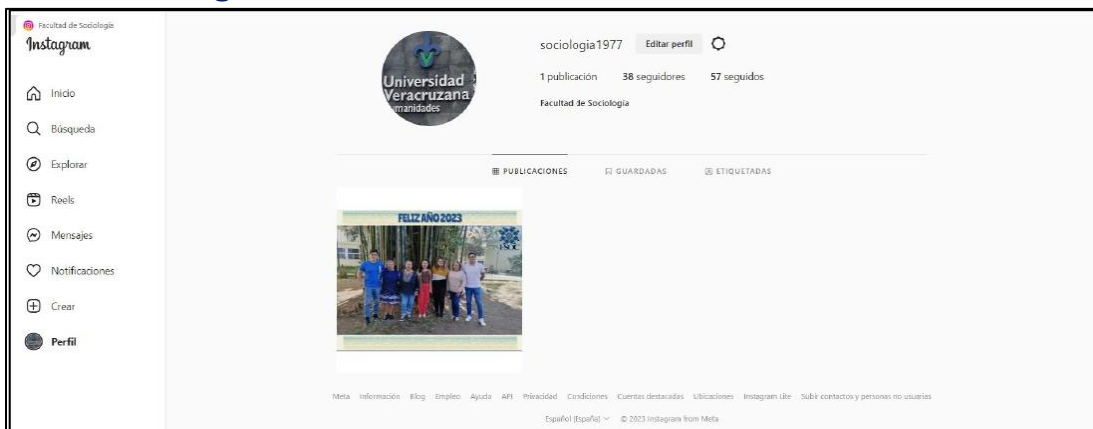 Facultad de Sociología
Instagram
Inicio
Búsqueda
Explorar
Reels
Mensajes
Notificaciones
Crear
Perfil
Universidad
Veracruzana
umanidades
sociologia1977 Editar perfil
1 publicación 38 seguidores 57 seguidos
Facultad de Sociología
PUBLICACIONES GUARDADAS ETIQUETADAS
FELIZ AÑO 2023
FSOC
Meta Información Blog Empleo Ayuda API Privacidad Condiciones Cuentas destacadas Ubicaciones Instagram Lite Subir contactos y personas no usuarias
Español (España) © 2023 Instagram from Meta